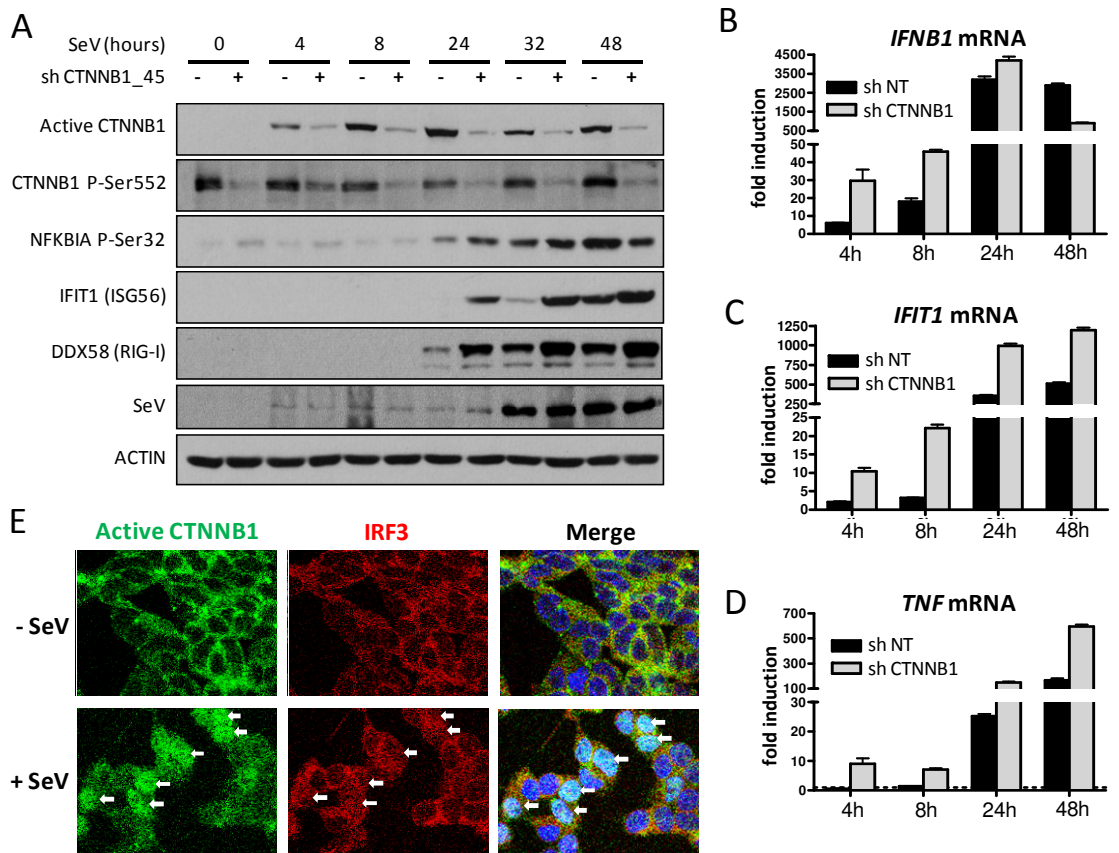 A
SeV (hours) 0 4 8 24 32 48
sh CTNNB1_45 - + - + - + - + - + - +
Active CTNNB1
CTNNB1 P-Ser552
NFKBIA P-Ser32
IFIT1 (ISG56)
DDX58 (RIG-I)
SeV
ACTIN
B
IFNB1 mRNA
sh NT
sh CTNNB1
fold induction
4500
3500
2500
1500
500
50
40
30
20
10
0
4h 8h 24h 48h
C
IFIT1 mRNA
sh NT
sh CTNNB1
fold induction
1250
1000
750
500
250
25
20
15
10
5
0
4h 8h 24h 48h
D
TNF mRNA
sh NT
sh CTNNB1
fold induction
700
500
300
100
30
20
10
0
4h 8h 24h 48h
E
Active CTNNB1 IRF3 Merge
- SeV
+ SeV